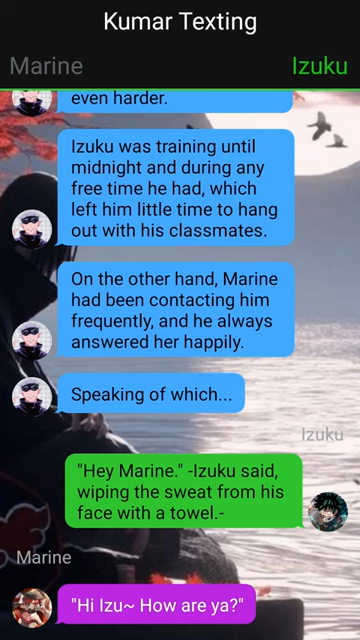 Kumar Texting
Marine
Izuku
even harder.
Izuku was training until
midnight and during any
free time he had, which
left him little time to hang
out with his classmates.
On the other hand, Marine
had been contacting him
frequently, and he always
answered her happily.
Speaking of which...
Izuku
"Hey Marine." -Izuku said,
wiping the sweat from his
face with a towel.-
Marine
"Hi Izu~ How are ya?"